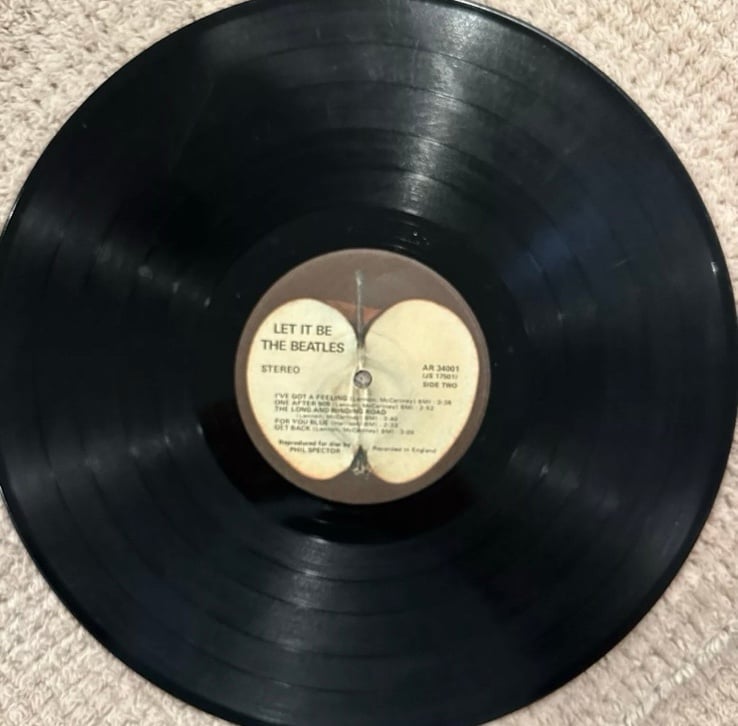 LET IT BE
THE BEATLES
STEREO
AR 34001
(JS 17501)
SIDE TWO
I'VE GOT A FEELING (Lennon, McCartney) BMI - 3:38
ONE AFTER 909 (Lennon, McCartney) BMI - 2:52
THE LONG AND WINDING ROAD
(Lennon, McCartney) BMI - 3:40
FOR YOU BLUE (Harrison) BMI - 2:33
GET BACK (Lennon, McCartney) BMI - 3:09
Reproduced for disc by
PHIL SPECTOR
Recorded in England